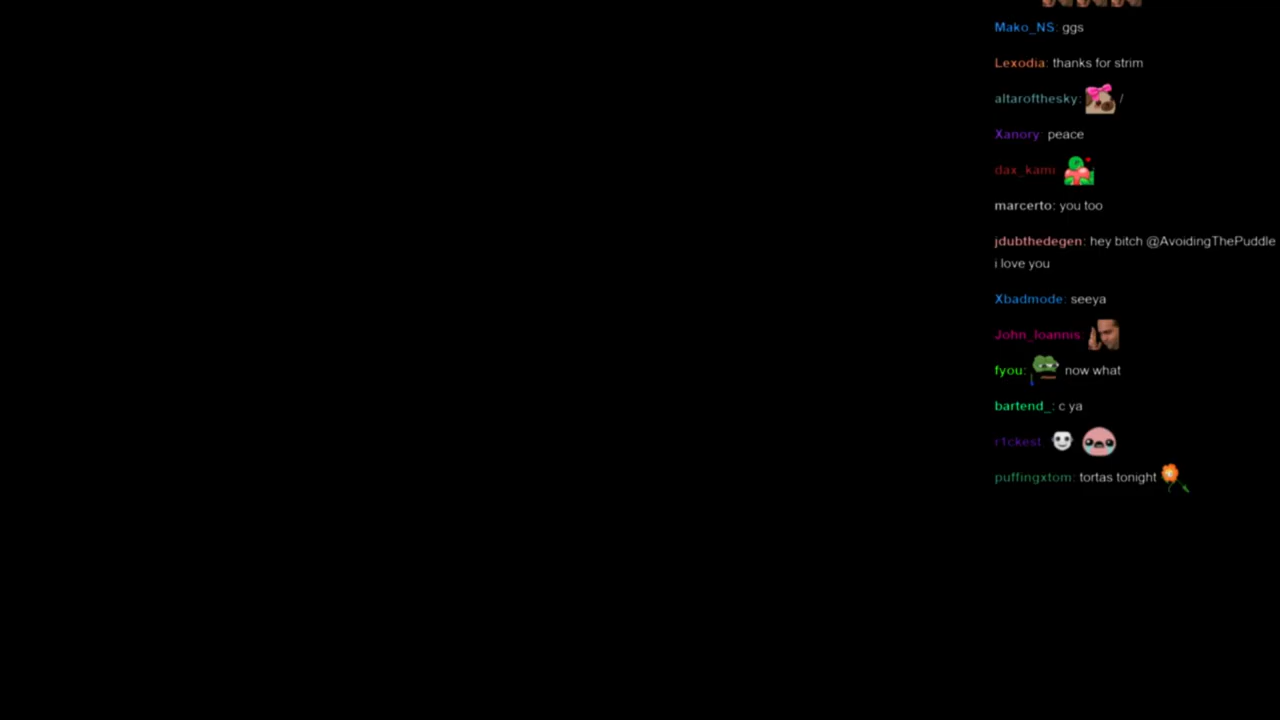 Mako_NS: ggs
Lexodia: thanks for strim
altarofthesky: /
Xanory: peace
dax_kami:
marcerto: you too
jdubthedegen: hey bitch @AvoidingThePuddle
i love you
Xbadmode: seeya
John_Ioannis:
fyou: now what
bartend_: c ya
r1ckest:
puffingxtom: tortas tonight